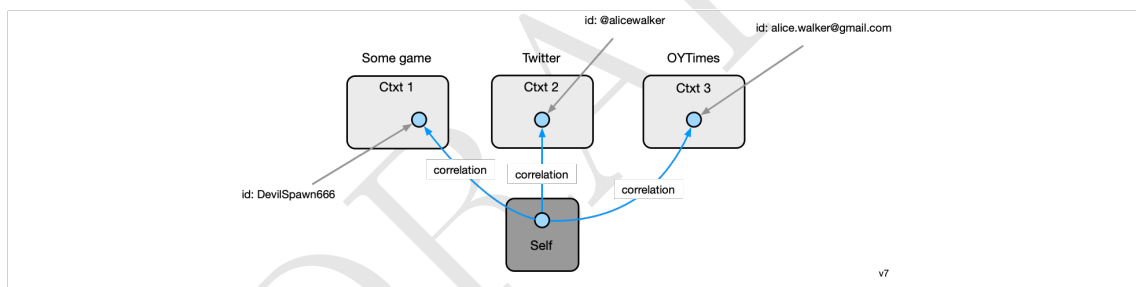 id: @alicewalker
id: alice.walker@gmail.com
Some game
Twitter
OYTimes
Ctxt 1
Ctxt 2
Ctxt 3
correlation
correlation
correlation
id: DevilSpawn666
Self
v7